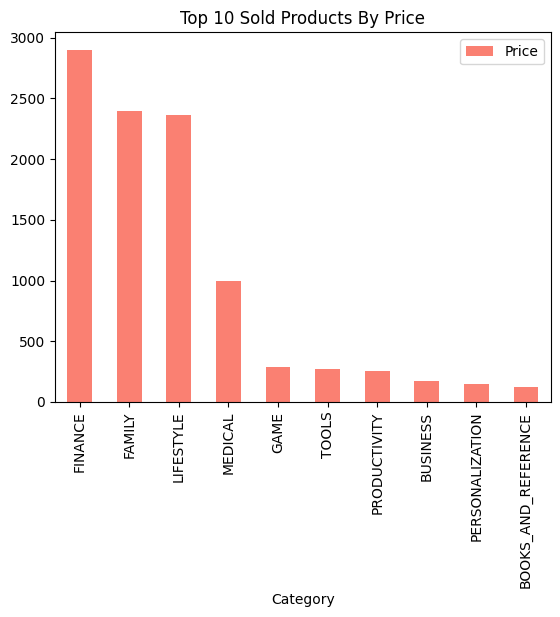 Top 10 Sold Products By Price
Price
3000
2500
2000
1500
1000
500
0
FINANCE
FAMILY
LIFESTYLE
MEDICAL
GAME
TOOLS
PRODUCTIVITY
BUSINESS
PERSONALIZATION
BOOKS_AND_REFERENCE
Category